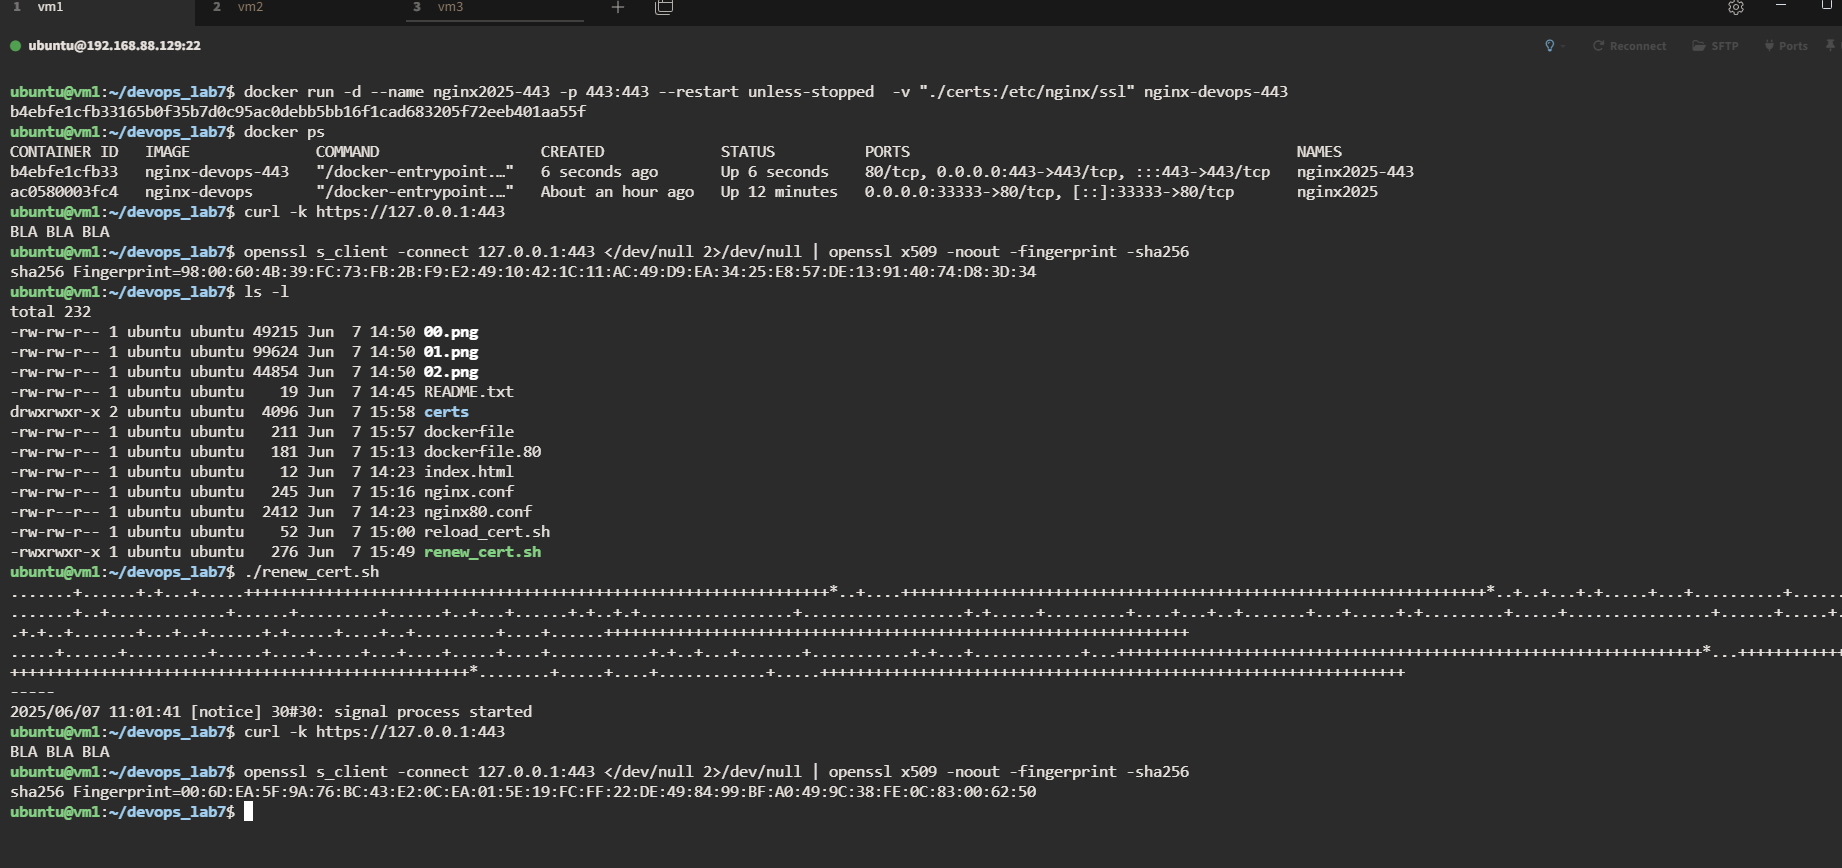 1 vm1 2 vm2 3 vm3
ubuntu@192.168.88.129:22 Reconnect SFTP Ports
ubuntu@vm1:~/devops_lab7$ docker run -d --name nginx2025-443 -p 443:443 --restart unless-stopped  -v "./certs:/etc/nginx/ssl" nginx-devops-443
b4ebfe1cfb33165b0f35b7d0c95ac0debb5bb16f1cad683205f72eeb401aa55f
ubuntu@vm1:~/devops_lab7$ docker ps
CONTAINER ID   IMAGE              COMMAND                  CREATED             STATUS          PORTS                                           NAMES
b4ebfe1cfb33   nginx-devops-443   "/docker-entrypoint.…"   6 seconds ago       Up 6 seconds    80/tcp, 0.0.0.0:443->443/tcp, :::443->443/tcp   nginx2025-443
ac0580003fc4   nginx-devops       "/docker-entrypoint.…"   About an hour ago   Up 12 minutes   0.0.0.0:33333->80/tcp, [::]:33333->80/tcp       nginx2025
ubuntu@vm1:~/devops_lab7$ curl -k https://127.0.0.1:443
BLA BLA BLA
ubuntu@vm1:~/devops_lab7$ openssl s_client -connect 127.0.0.1:443 </dev/null 2>/dev/null | openssl x509 -noout -fingerprint -sha256
sha256 Fingerprint=98:00:60:4B:39:FC:73:FB:2B:F9:E2:49:10:42:1C:11:AC:49:D9:EA:34:25:E8:57:DE:13:91:40:74:D8:3D:34
ubuntu@vm1:~/devops_lab7$ ls -l
total 232
-rw-rw-r-- 1 ubuntu ubuntu 49215 Jun  7 14:50 00.png
-rw-rw-r-- 1 ubuntu ubuntu 99624 Jun  7 14:50 01.png
-rw-rw-r-- 1 ubuntu ubuntu 44854 Jun  7 14:50 02.png
-rw-rw-r-- 1 ubuntu ubuntu    19 Jun  7 14:45 README.txt
drwxrwxr-x 2 ubuntu ubuntu  4096 Jun  7 15:58 certs
-rw-rw-r-- 1 ubuntu ubuntu   211 Jun  7 15:57 dockerfile
-rw-rw-r-- 1 ubuntu ubuntu   181 Jun  7 15:13 dockerfile.80
-rw-rw-r-- 1 ubuntu ubuntu    12 Jun  7 14:23 index.html
-rw-rw-r-- 1 ubuntu ubuntu   245 Jun  7 15:16 nginx.conf
-rw-r--r-- 1 ubuntu ubuntu  2412 Jun  7 14:23 nginx80.conf
-rw-rw-r-- 1 ubuntu ubuntu    52 Jun  7 15:00 reload_cert.sh
-rwxrwxr-x 1 ubuntu ubuntu   276 Jun  7 15:49 renew_cert.sh
ubuntu@vm1:~/devops_lab7$ ./renew_cert.sh
-----
2025/06/07 11:01:41 [notice] 30#30: signal process started
ubuntu@vm1:~/devops_lab7$ curl -k https://127.0.0.1:443
BLA BLA BLA
ubuntu@vm1:~/devops_lab7$ openssl s_client -connect 127.0.0.1:443 </dev/null 2>/dev/null | openssl x509 -noout -fingerprint -sha256
sha256 Fingerprint=00:6D:EA:5F:9A:76:BC:43:E2:0C:EA:01:5E:19:FC:FF:22:DE:49:84:99:BF:A0:49:9C:38:FE:0C:83:00:62:50
ubuntu@vm1:~/devops_lab7$